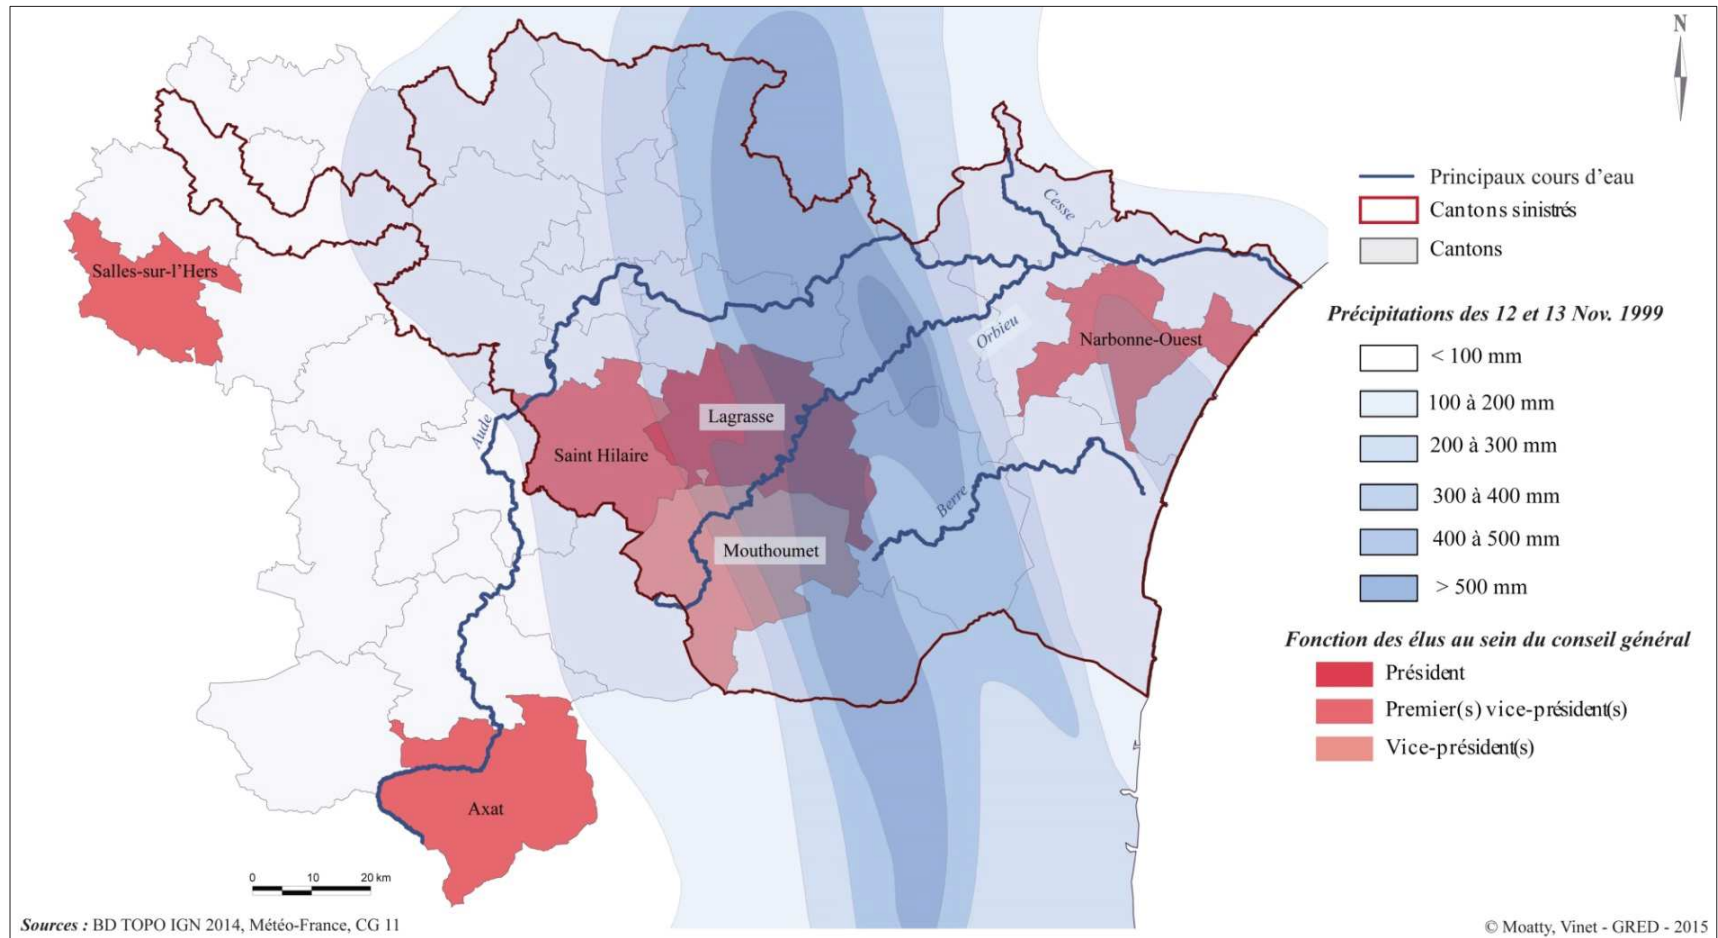 N
Cesse
Salles-sur-l'Hers
Orbieu
Narbonne-Ouest
Lagrasse
Aude
Saint Hilaire
Berre
Mouthoumet
Axat
0 10 20 km
Principaux cours d'eau
Cantons sinistrés
Cantons
Précipitations des 12 et 13 Nov. 1999
< 100 mm
100 à 200 mm
200 à 300 mm
300 à 400 mm
400 à 500 mm
> 500 mm
Fonction des élus au sein du conseil général
Président
Premier(s) vice-président(s)
Vice-président(s)
Sources : BD TOPO IGN 2014, Météo-France, CG 11
© Moatty, Vinet - GRED - 2015